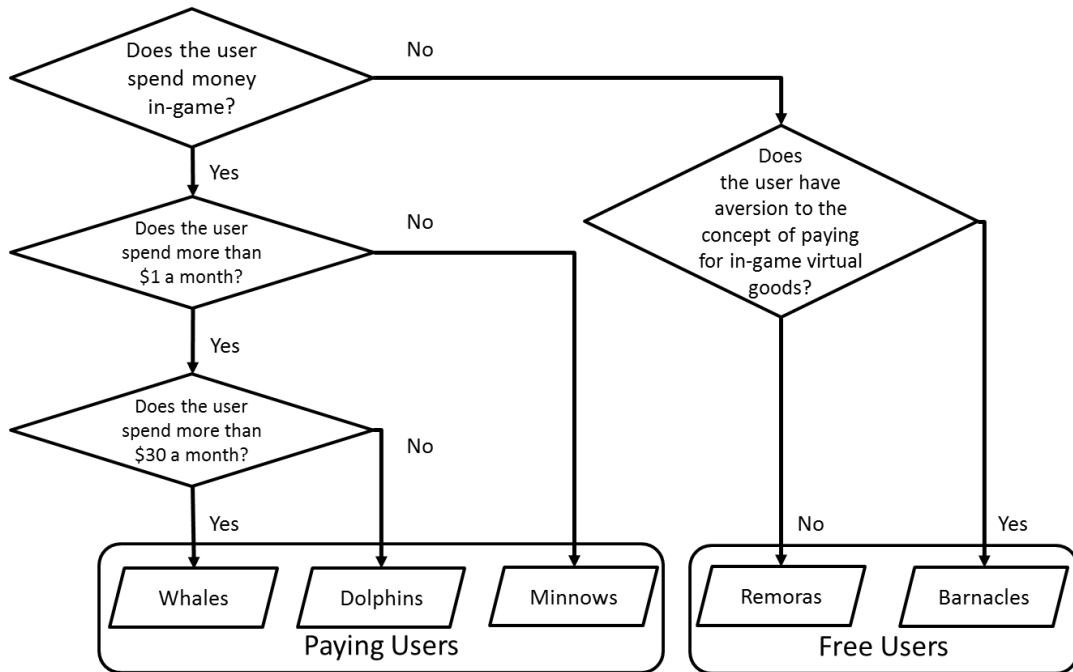 Does the user
spend money
in-game?
No
Yes
Does
the user have
aversion to the
concept of paying
for in-game virtual
goods?
Does the user
spend more than
$1 a month?
No
Yes
Does the user
spend more than
$30 a month?
No
Yes
No
Yes
Whales
Dolphins
Minnows
Remoras
Barnacles
Paying Users
Free Users